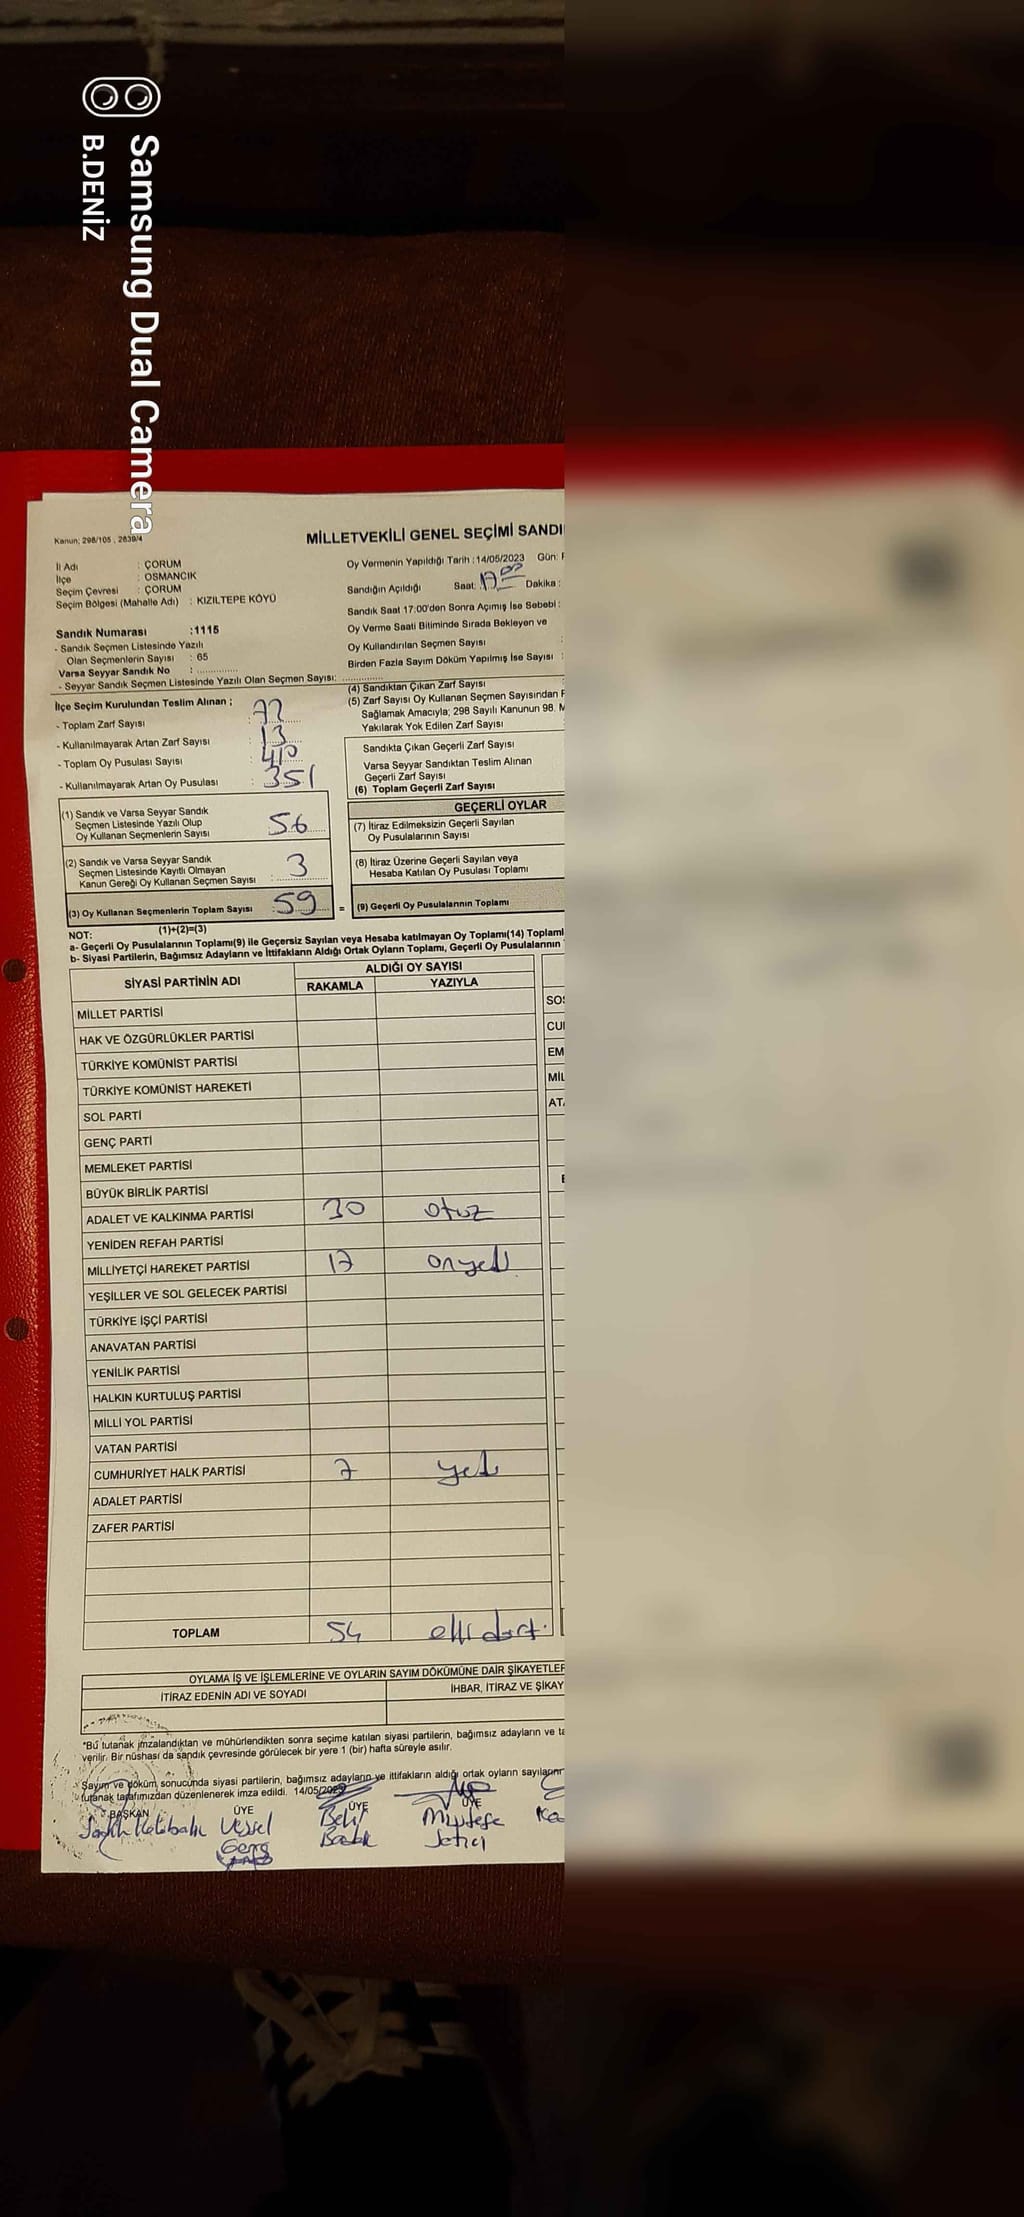 Samsung Dual Camera
B.DENİZ
Kanun; 298/105 , 2839/4
MİLLETVEKİLİ GENEL SEÇİMİ SANDI
İl Adı : ÇORUM
İlçe : OSMANCIK
Seçim Çevresi : ÇORUM
Seçim Bölgesi (Mahalle Adı) : KIZILTEPE KÖYÜ
Oy Vermenin Yapıldığı Tarih : 14/05/2023 Gün:
Sandığın Açıldığı Saat: 17 00 Dakika :
Sandık Saat 17:00'den Sonra Açımış İse Sebebi :
Oy Verme Saati Bitiminde Sırada Bekleyen ve
Oy Kullandırılan Seçmen Sayısı :
Birden Fazla Sayım Döküm Yapılmış İse Sayısı :
Sandık Numarası :1115
- Sandık Seçmen Listesinde Yazılı
Olan Seçmenlerin Sayısı : 65
Varsa Seyyar Sandık No : ..............
- Seyyar Sandık Seçmen Listesinde Yazılı Olan Seçmen Sayısı: ..............
İlçe Seçim Kurulundan Teslim Alınan ;
- Toplam Zarf Sayısı :
- Kullanılmayarak Artan Zarf Sayısı : 13
- Toplam Oy Pusulası Sayısı : 410
- Kullanılmayarak Artan Oy Pusulası : 351
(1) Sandık ve Varsa Seyyar Sandık
Seçmen Listesinde Yazılı Olup
Oy Kullanan Seçmenlerin Sayısı 56
(2) Sandık ve Varsa Seyyar Sandık
Seçmen Listesinde Kayıtlı Olmayan
Kanun Gereği Oy Kullanan Seçmen Sayısı : 3
(3) Oy Kullanan Seçmenlerin Toplam Sayısı 59
(1)+(2)=(3)
(4) Sandıktan Çıkan Zarf Sayısı
(5) Zarf Sayısı Oy Kullanan Seçmen Sayısından
Sağlamak Amacıyla; 298 Sayılı Kanunun 98. M
Yakılarak Yok Edilen Zarf Sayısı
Sandıkta Çıkan Geçerli Zarf Sayısı
Varsa Seyyar Sandıktan Teslim Alınan
Geçerli Zarf Sayısı
(6) Toplam Geçerli Zarf Sayısı
GEÇERLİ OYLAR
(7) İtiraz Edilmeksizin Geçerli Sayılan
Oy Pusulalarının Sayısı
(8) İtiraz Üzerine Geçerli Sayılan veya
Hesaba Katılan Oy Pusulası Toplamı
= (9) Geçerli Oy Pusulalarının Toplamı
NOT:
a- Geçerli Oy Pusulalarının Toplamı(9) ile Geçersiz Sayılan veya Hesaba katılmayan Oy Toplamı(14) Topları
b- Siyasi Partilerin, Bağımsız Adayların ve İttifakların Aldığı Ortak Oyların Toplamı, Geçerli Oy Pusulalarının
SİYASİ PARTİNİN ADI
ALDIĞI OY SAYISI
RAKAMLA YAZIYLA
MİLLET PARTİSİ
HAK VE ÖZGÜRLÜKLER PARTİSİ
TÜRKİYE KOMÜNİST PARTİSİ
TÜRKİYE KOMÜNİST HAREKETİ
SOL PARTİ
GENÇ PARTİ
MEMLEKET PARTİSİ
BÜYÜK BİRLİK PARTİSİ
ADALET VE KALKINMA PARTİSİ 30 otuz
YENİDEN REFAH PARTİSİ
MİLLİYETÇİ HAREKET PARTİSİ 17 onyedi
YEŞİLLER VE SOL GELECEK PARTİSİ
TÜRKİYE İŞÇİ PARTİSİ
ANAVATAN PARTİSİ
YENİLİK PARTİSİ
HALKIN KURTULUŞ PARTİSİ
MİLLİ YOL PARTİSİ
VATAN PARTİSİ
CUMHURİYET HALK PARTİSİ 7 yedi
ADALET PARTİSİ
ZAFER PARTİSİ
TOPLAM 54 elli dört
SOS
CU
EM
MİL
AT
OYLAMA İŞ VE İŞLEMLERİNE VE OYLARIN SAYIM DÖKÜMÜNE DAİR ŞİKAYETLER
İTİRAZ EDENİN ADI VE SOYADI İHBAR, İTİRAZ VE ŞİKAY
*Bu tutanak imzalandıktan ve mühürlendikten sonra seçime katılan siyasi partilerin, bağımsız adayların ve
verilir. Bir nüshası da sandık çevresinde görülecek bir yere 1 (bir) hafta süreyle asılır.
Sayım ve döküm sonucunda siyasi partilerin, bağımsız adayların ve ittifakların aldığı ortak oyların sayılarını
tutanak tarafımızdan düzenlenerek imza edildi. 14/05/2023
BAŞKAN ÜYE ÜYE ÜYE
Veysel